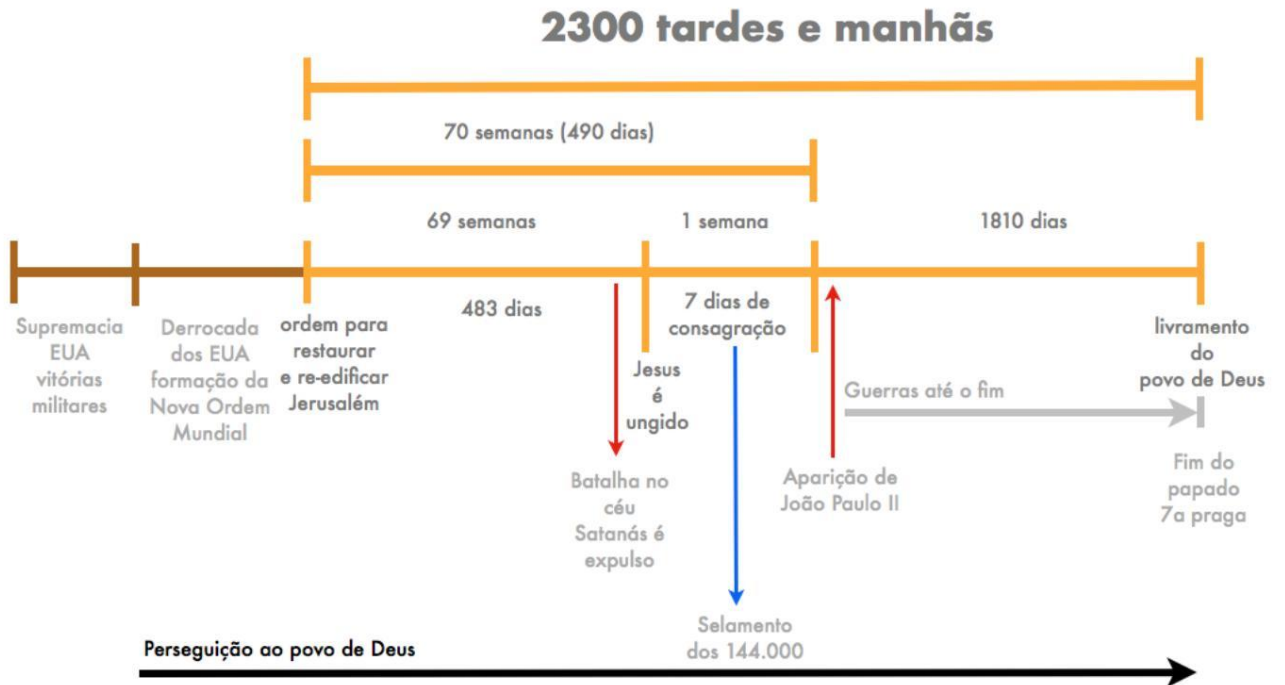 2300 tardes e manhãs
70 semanas (490 dias)
69 semanas
1 semana
1810 dias
483 dias
7 dias de
consagração
Supremacia
EUA
vitórias
militares
Derrocada
dos EUA
formação da
Nova Ordem
Mundial
ordem para
restaurar
e re-edificar
Jerusalém
Jesus
é
ungido
livramento
do
povo de Deus
Guerras até o fim
Batalha no
céu
Satanás é
expulso
Aparição de
João Paulo II
Fim do
papado
7a praga
Selamento
dos 144.000
Perseguição ao povo de Deus